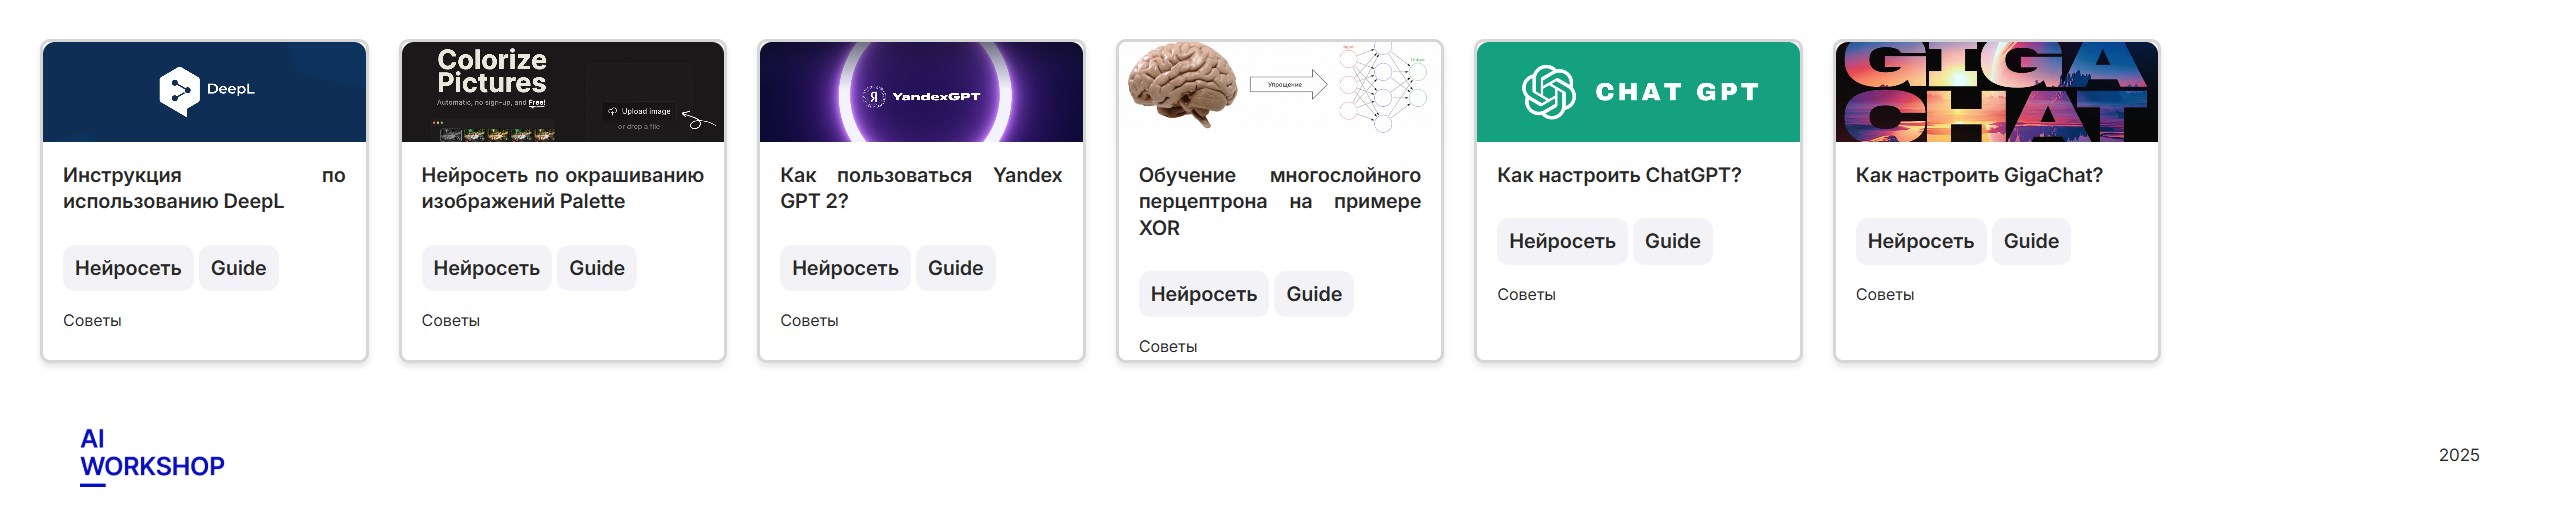 DeepL
Инструкция по
использованию DeepL
Нейросеть Guide
Советы
Colorize
Pictures
Automatic, no sign-up, and Free!
Upload image
or drop a file
Нейросеть по окрашиванию
изображений Palette
Нейросеть Guide
Советы
Я YandexGPT
Как пользоваться Yandex
GPT 2?
Нейросеть Guide
Советы
Упрощение
Input
Output
Обучение многослойного
перцептрона на примере
XOR
Нейросеть Guide
Советы
CHAT GPT
Как настроить ChatGPT?
Нейросеть Guide
Советы
GIGA
CHAT
Как настроить GigaChat?
Нейросеть Guide
Советы
AI
WORKSHOP
2025